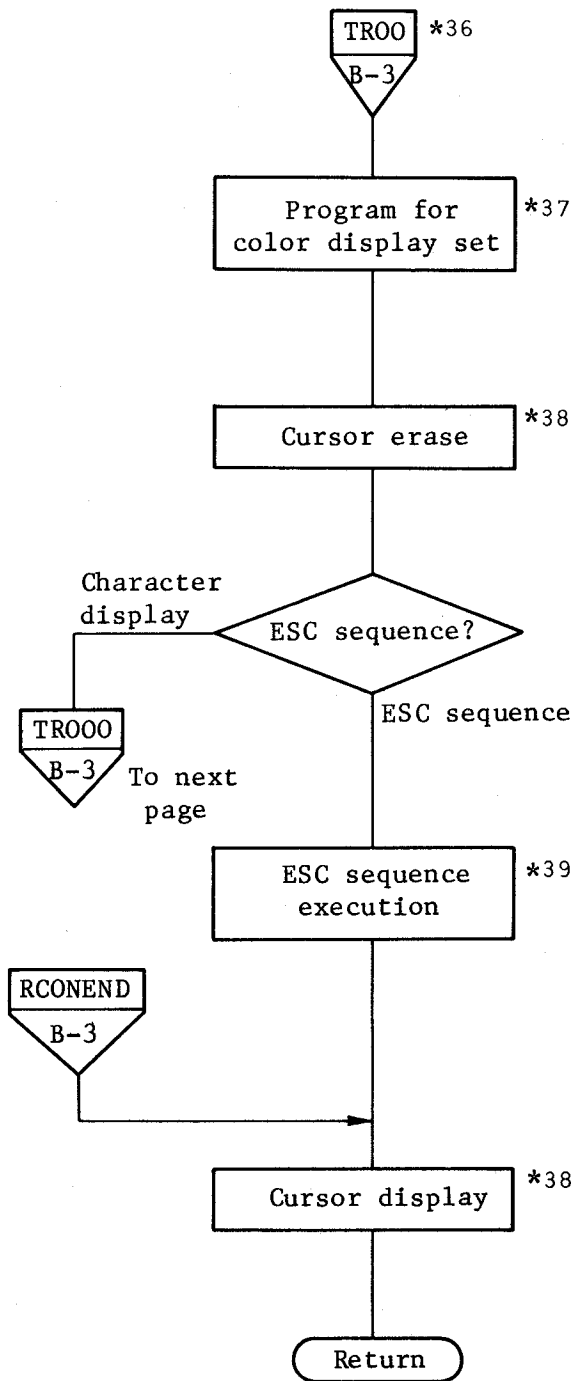 TROO *36
B-3
Program for *37
color display set
Cursor erase *38
Character
display
ESC sequence?
ESC sequence
TROOO
B-3
To next
page
ESC sequence *39
execution
RCONEND
B-3
Cursor display *38
Return